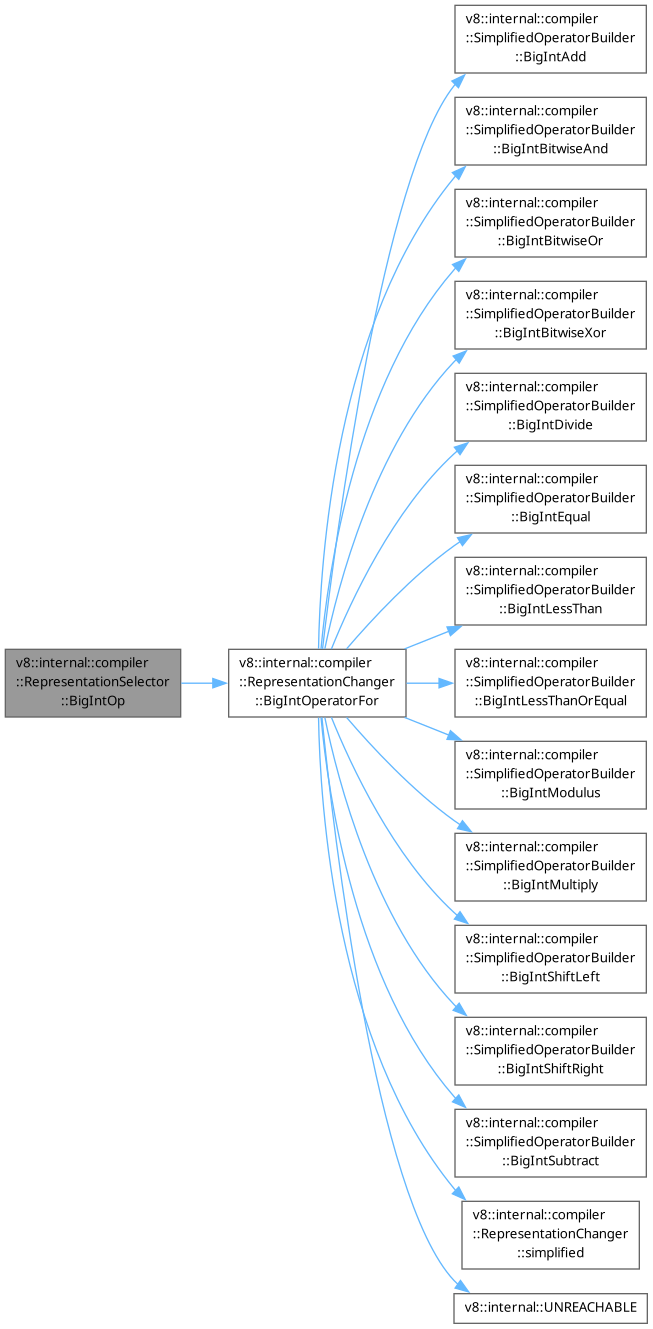 v8::internal::compiler
::SimplifiedOperatorBuilder
::BigIntAdd
v8::internal::compiler
::SimplifiedOperatorBuilder
::BigIntBitwiseAnd
v8::internal::compiler
::SimplifiedOperatorBuilder
::BigIntBitwiseOr
v8::internal::compiler
::SimplifiedOperatorBuilder
::BigIntBitwiseXor
v8::internal::compiler
::SimplifiedOperatorBuilder
::BigIntDivide
v8::internal::compiler
::SimplifiedOperatorBuilder
::BigIntEqual
v8::internal::compiler
::SimplifiedOperatorBuilder
::BigIntLessThan
v8::internal::compiler
::RepresentationSelector
::BigIntOp
v8::internal::compiler
::RepresentationChanger
::BigIntOperatorFor
v8::internal::compiler
::SimplifiedOperatorBuilder
::BigIntLessThanOrEqual
v8::internal::compiler
::SimplifiedOperatorBuilder
::BigIntModulus
v8::internal::compiler
::SimplifiedOperatorBuilder
::BigIntMultiply
v8::internal::compiler
::SimplifiedOperatorBuilder
::BigIntShiftLeft
v8::internal::compiler
::SimplifiedOperatorBuilder
::BigIntShiftRight
v8::internal::compiler
::SimplifiedOperatorBuilder
::BigIntSubtract
v8::internal::compiler
::RepresentationChanger
::simplified
v8::internal::UNREACHABLE